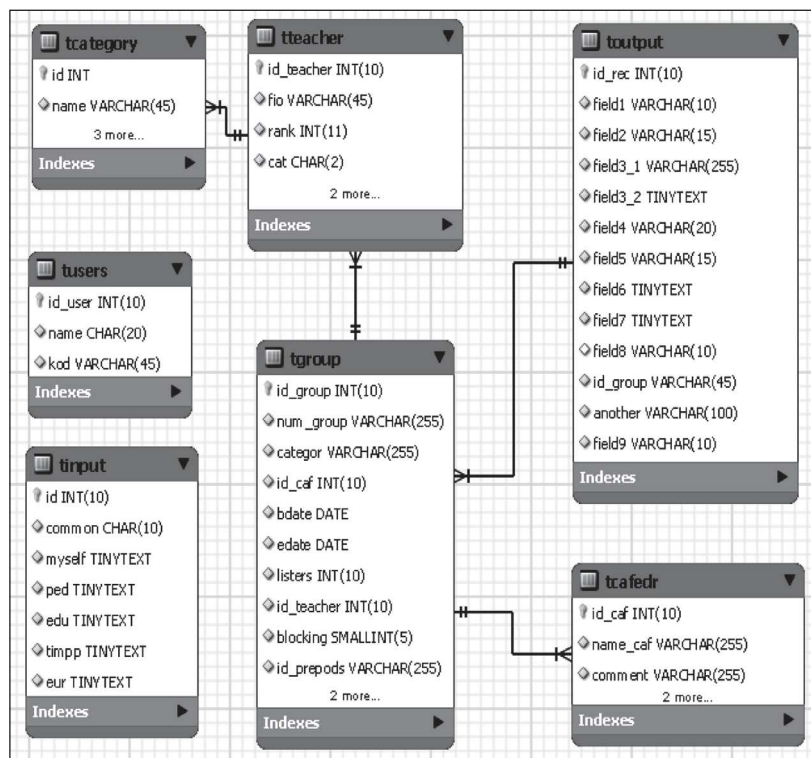 tcategory
id INT
name VARCHAR(45)
3 more...
Indexes
tteacher
id_teacher INT(10)
fio VARCHAR(45)
rank INT(11)
cat CHAR(2)
2 more...
Indexes
toutput
id_rec INT(10)
field1 VARCHAR(10)
field2 VARCHAR(15)
field3_1 VARCHAR(255)
field3_2 TINYTEXT
field4 VARCHAR(20)
field5 VARCHAR(15)
field6 TINYTEXT
field7 TINYTEXT
field8 VARCHAR(10)
id_group VARCHAR(45)
another VARCHAR(100)
field9 VARCHAR(10)
Indexes
tusers
id_user INT(10)
name CHAR(20)
kod VARCHAR(45)
Indexes
tgroup
id_group INT(10)
num_group VARCHAR(255)
categor VARCHAR(255)
id_caf INT(10)
bdate DATE
edate DATE
listers INT(10)
id_teacher INT(10)
blocking SMALLINT(5)
id_prepods VARCHAR(255)
2 more...
Indexes
tinput
id INT(10)
common CHAR(10)
myself TINYTEXT
ped TINYTEXT
edu TINYTEXT
timpp TINYTEXT
eur TINYTEXT
Indexes
tcafedr
id_caf INT(10)
name_caf VARCHAR(255)
comment VARCHAR(255)
2 more...
Indexes